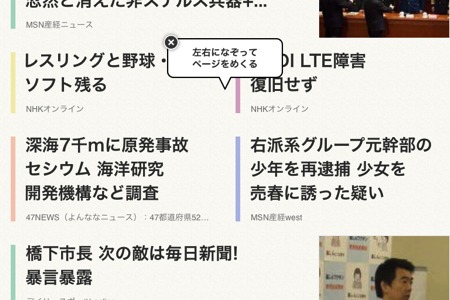 忽然と消えた非ステルス兵器+...
MSN産経ニュース
レスリングと野球・
ソフト残る
NHKオンライン
左右になぞって
ページをめくる
DI LTE障害
復旧せず
NHKオンライン
深海7千mに原発事故
セシウム 海洋研究
開発機構など調査
47NEWS（よんななニュース）：47都道府県52...
右派系グループ元幹部の
少年を再逮捕 少女を
売春に誘った疑い
MSN産経west
橋下市長 次の敵は毎日新聞!
暴言暴露